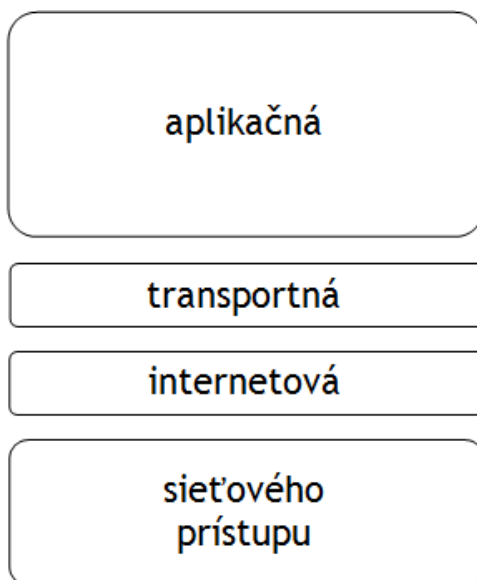 aplikačná
transportná
internetová
sieťového
prístupu